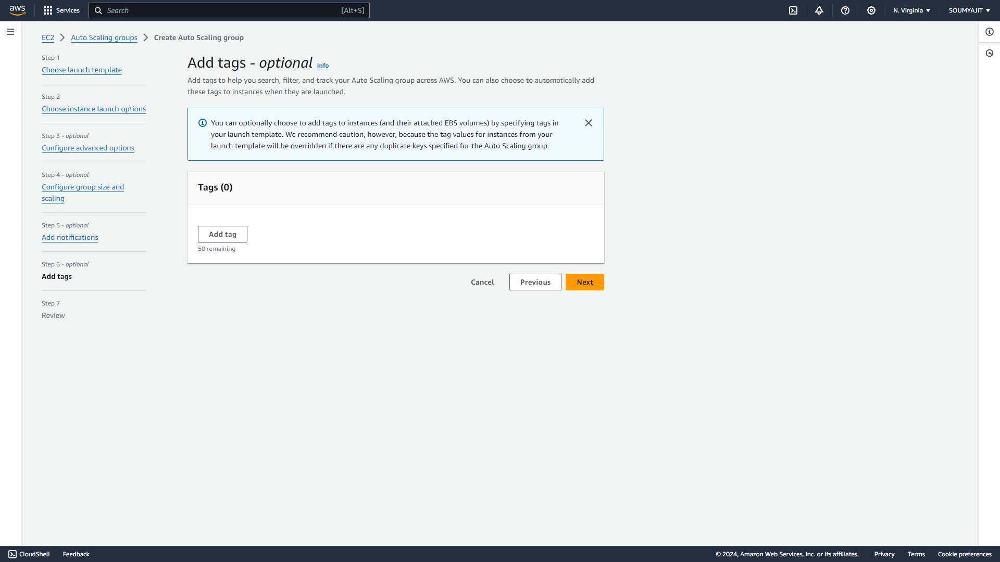 aws
Services
Search
[Alt+S]
N. Virginia
SOUMYAJIT
EC2
Auto Scaling groups
Create Auto Scaling group
Step 1
Choose launch template
Step 2
Choose instance launch options
Step 3 - optional
Configure advanced options
Step 4 - optional
Configure group size and
scaling
Step 5 - optional
Add notifications
Step 6 - optional
Add tags
Step 7
Review
Add tags - optional Info
Add tags to help you search, filter, and track your Auto Scaling group across AWS. You can also choose to automatically add
these tags to instances when they are launched.
You can optionally choose to add tags to instances (and their attached EBS volumes) by specifying tags in
your launch template. We recommend caution, however, because the tag values for instances from your
launch template will be overridden if there are any duplicate keys specified for the Auto Scaling group.
Tags (0)
Add tag
50 remaining
Cancel
Previous
Next
CloudShell
Feedback
© 2024, Amazon Web Services, Inc. or its affiliates.
Privacy
Terms
Cookie preferences